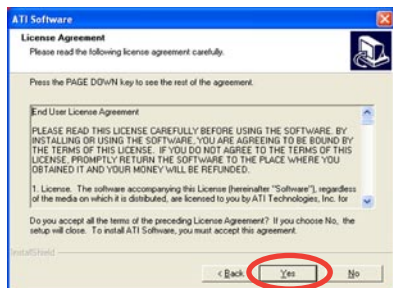 ATI Software
License Agreement
Please read the following license agreement carefully.
Press the PAGE DOWN key to see the rest of the agreement.
End User License Agreement
PLEASE READ THIS LICENSE CAREFULLY BEFORE USING THE SOFTWARE. BY
INSTALLING OR USING THE SOFTWARE, YOU ARE AGREEING TO BE BOUND BY
THE TERMS OF THIS LICENSE. IF YOU DO NOT AGREE TO THE TERMS OF THIS
LICENSE, PROMPTLY RETURN THE SOFTWARE TO THE PLACE WHERE YOU
OBTAINED IT AND YOUR MONEY WILL BE REFUNDED.
1. License. The software accompanying this License (hereinafter "Software"), regardless
of the media on which it is distributed, are licensed to you by ATI Technologies, Inc. for
Do you accept all the terms of the preceding License Agreement? If you choose No, the
setup will close. To install ATI Software, you must accept this agreement.
InstallShield
< Back Yes No